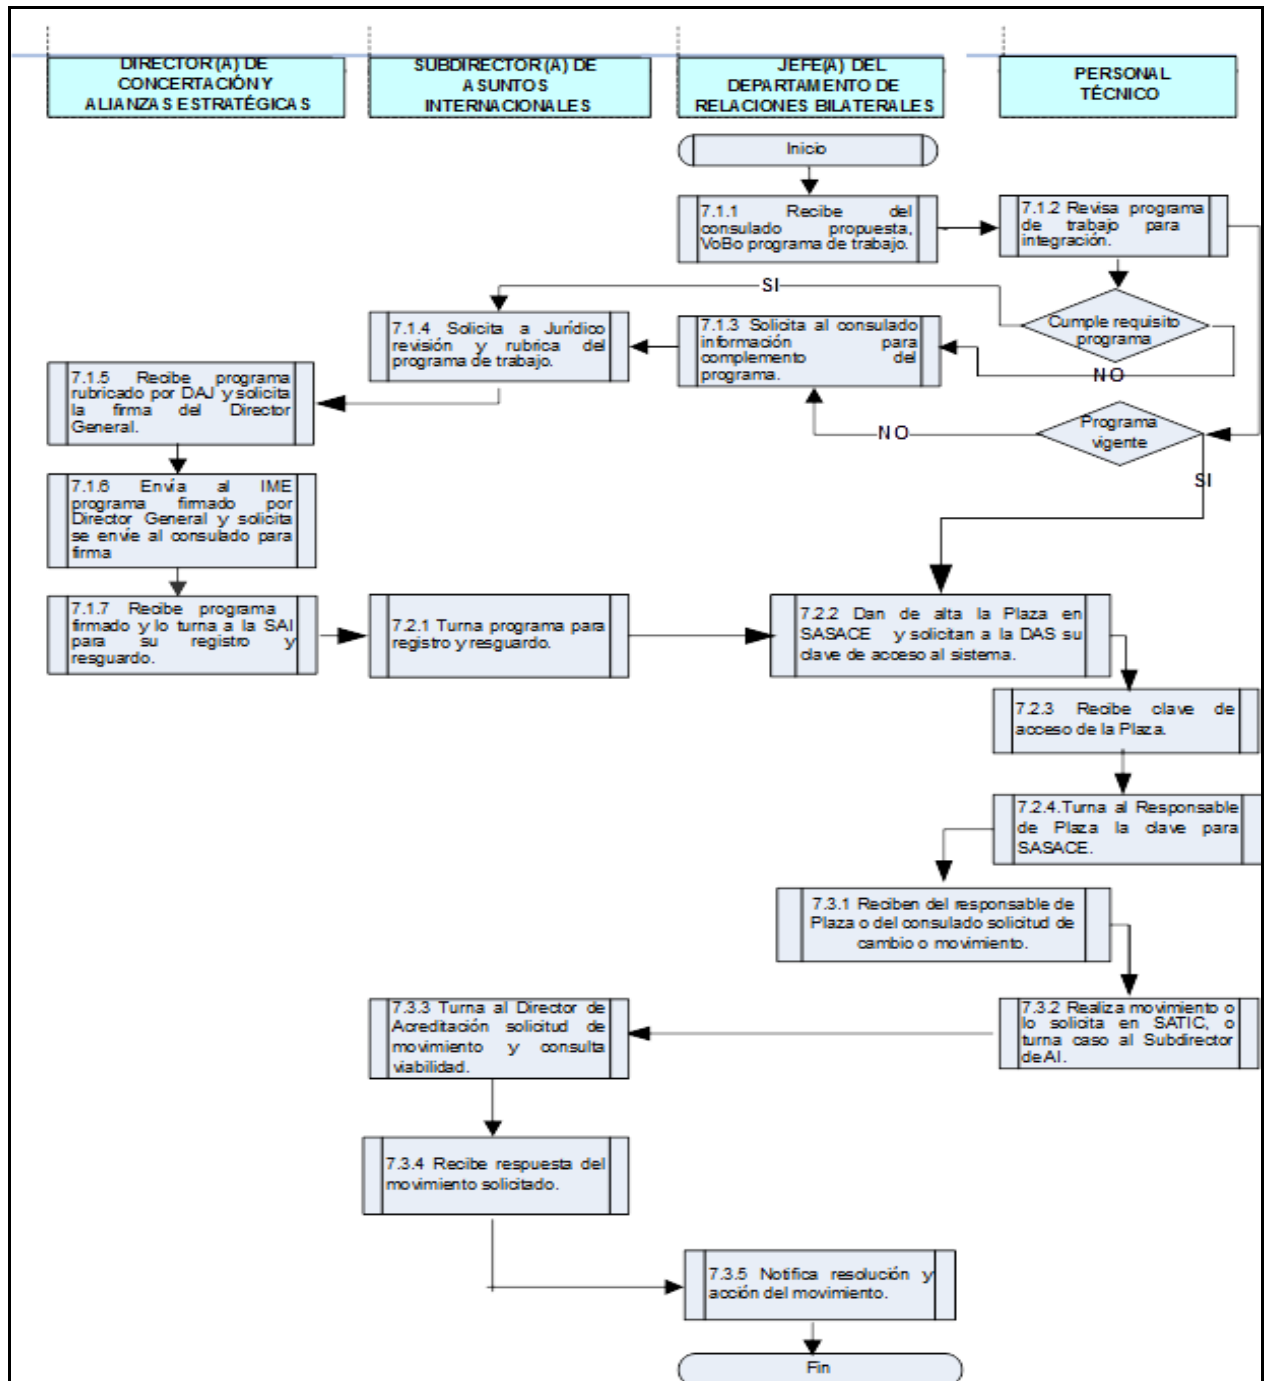 DIRECTOR(A) DE
CONCERTACIÓN Y
ALIANZAS ESTRATÉGICAS
SUBDIRECTOR(A) DE
ASUNTOS
INTERNACIONALES
JEFE(A) DEL
DEPARTAMENTO DE
RELACIONES BILATERALES
PERSONAL
TÉCNICO
Inicio
7.1.1 Recibe del
consulado propuesta,
VoBo programa de trabajo.
7.1.2 Revisa programa
de trabajo para
integración.
SI
Cumple requisito
programa
NO
7.1.4 Solicita a Jurídico
revisión y rubrica del
programa de trabajo.
7.1.3 Solicita al consulado
información para
complemento del
programa.
7.1.5 Recibe programa
rubricado por DAJ y solicita
la firma del Director
General.
Programa
vigente
NO
SI
7.1.6 Envía al IME
programa firmado por
Director General y solicita
se envíe al consulado para
firma
7.1.7 Recibe programa
firmado y lo turna a la SAI
para su registro y
resguardo.
7.2.1 Turna programa para
registro y resguardo.
7.2.2 Dan de alta la Plaza en
SASACE y solicitan a la DAS su
clave de acceso al sistema.
7.2.3 Recibe clave de
acceso de la Plaza.
7.2.4.Turna al Responsable
de Plaza la clave para
SASACE.
7.3.1 Reciben del responsable de
Plaza o del consulado solicitud de
cambio o movimiento.
7.3.2 Realiza movimiento o
lo solicita en SATIC, o
turna caso al Subdirector
de AI.
7.3.3 Turna al Director de
Acreditación solicitud de
movimiento y consulta
viabilidad.
7.3.4 Recibe respuesta del
movimiento solicitado.
7.3.5 Notifica resolución y
acción del movimiento.
Fin